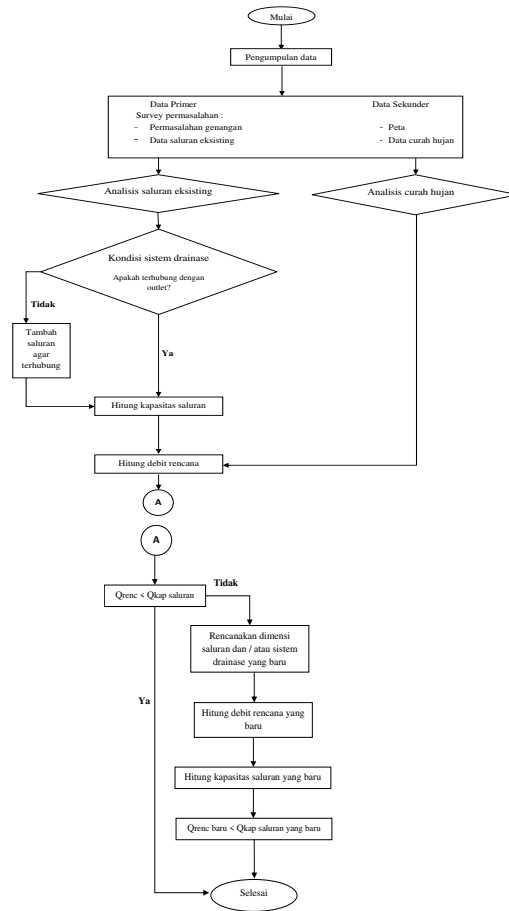 Mulai
Pengumpulan data
Data Primer
Survey permasalahan :
- Permasalahan genangan
- Data saluran eksisting
Data Sekunder
- Peta
- Data curah hujan
Analisis saluran eksisting
Analisis curah hujan
Kondisi sistem drainase
Apakah terhubung dengan
outlet?
Tidak
Tambah
saluran
agar
terhubung
Ya
Hitung kapasitas saluran
Hitung debit rencana
A
A
Qrenc < Qkap saluran
Tidak
Rencanakan dimensi
saluran dan / atau sistem
drainase yang baru
Ya
Hitung debit rencana yang
baru
Hitung kapasitas saluran yang baru
Qrenc baru < Qkap saluran yang baru
Selesai